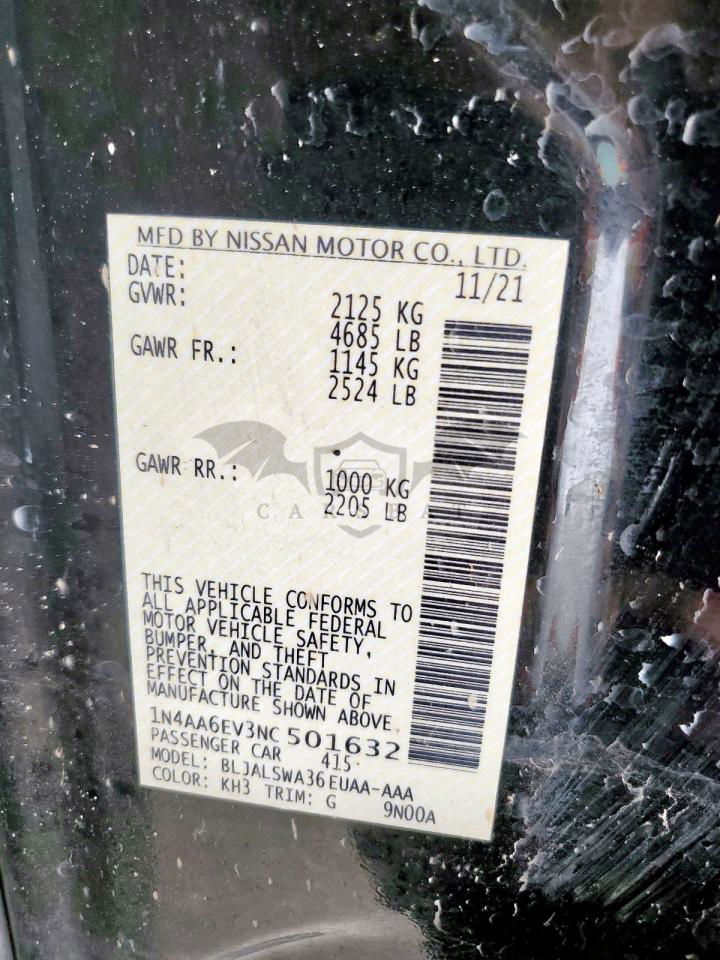 MFD BY NISSAN MOTOR CO., LTD.
DATE: 11/21
GVWR: 2125 KG
4685 LB
GAWR FR.: 1145 KG
2524 LB
GAWR RR.: 1000 KG
2205 LB
THIS VEHICLE CONFORMS TO
ALL APPLICABLE FEDERAL
MOTOR VEHICLE SAFETY,
BUMPER, AND THEFT
PREVENTION STANDARDS IN
EFFECT ON THE DATE OF
MANUFACTURE SHOWN ABOVE
1N4AA6EV3NC501632
PASSENGER CAR 415
MODEL: BLJALSWA36EUAA-AAA
COLOR: KH3 TRIM: G 9N00A